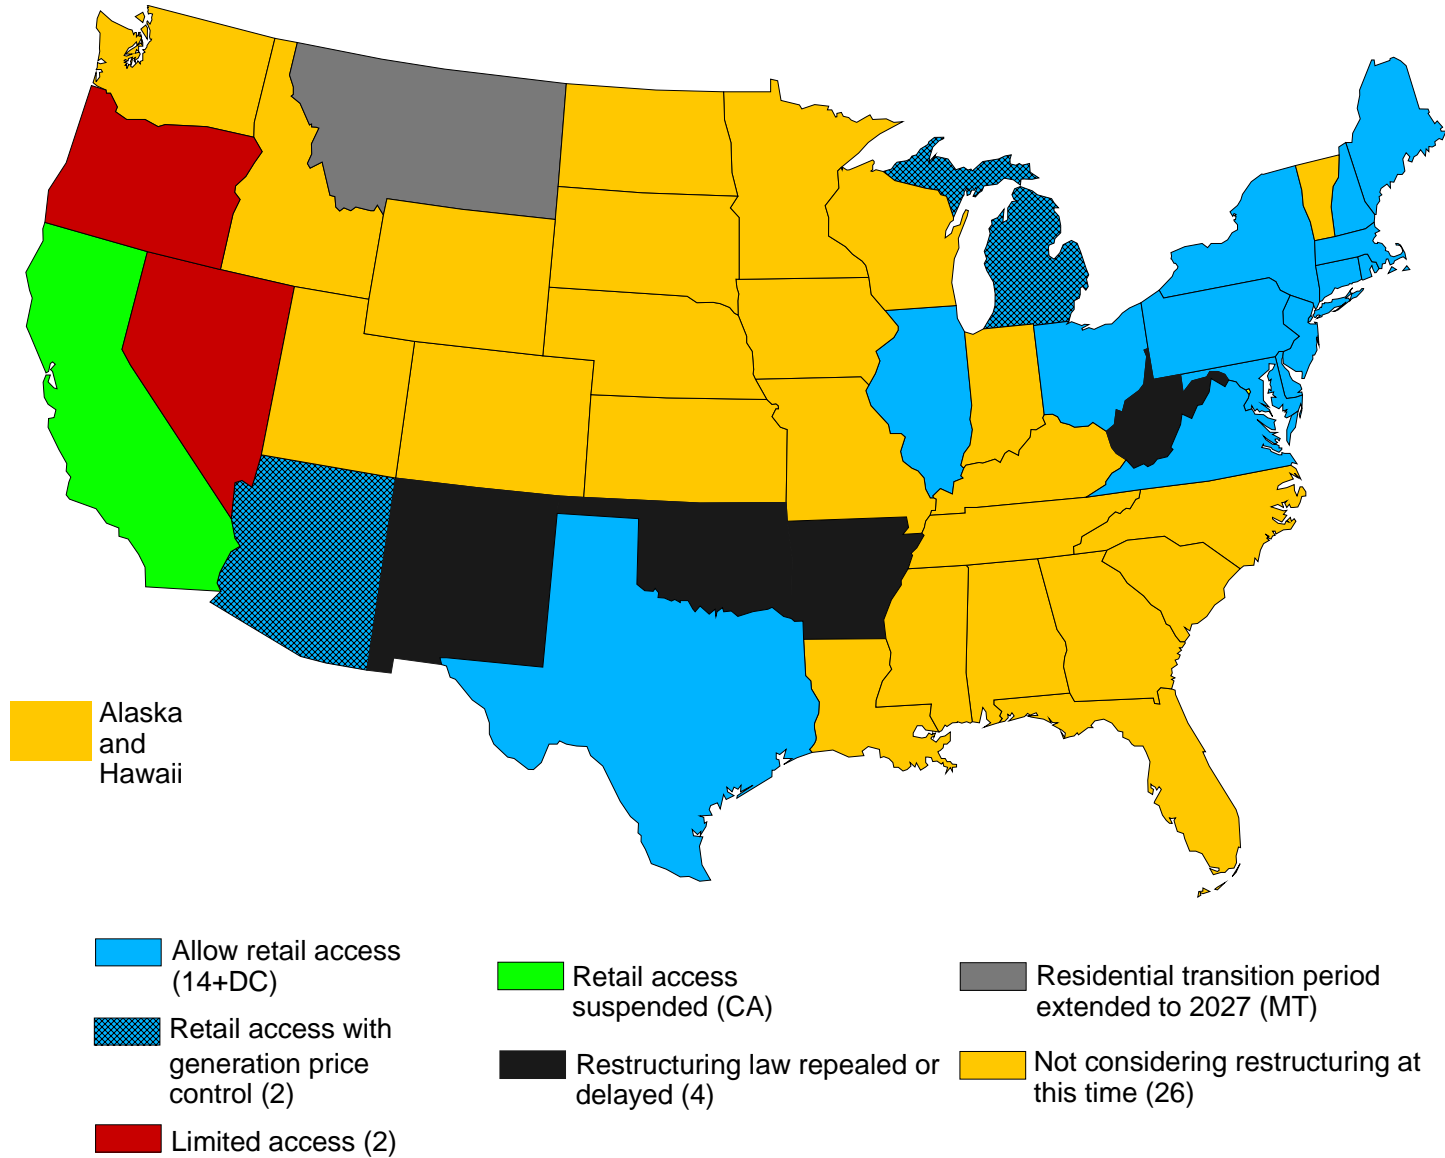 Alaska
and
Hawaii
Allow retail access
(14+DC)
Retail access with
generation price
control (2)
Limited access (2)
Retail access
suspended (CA)
Restructuring law repealed or
delayed (4)
Residential transition period
extended to 2027 (MT)
Not considering restructuring at
this time (26)